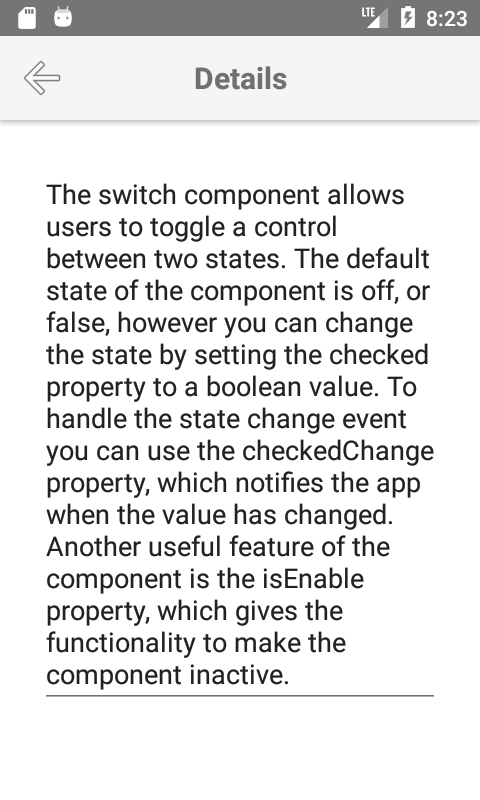 LTE 8:23
Details
The switch component allows
users to toggle a control
between two states. The default
state of the component is off, or
false, however you can change
the state by setting the checked
property to a boolean value. To
handle the state change event
you can use the checkedChange
property, which notifies the app
when the value has changed.
Another useful feature of the
component is the isEnable
property, which gives the
functionality to make the
component inactive.